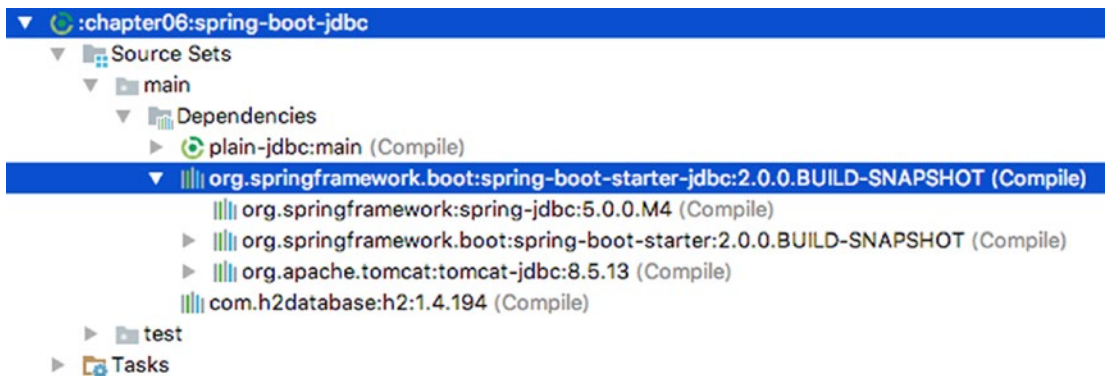 :chapter06:spring-boot-jdbc
Source Sets
main
Dependencies
plain-jdbc:main (Compile)
org.springframework.boot:spring-boot-starter-jdbc:2.0.0.BUILD-SNAPSHOT (Compile)
org.springframework:spring-jdbc:5.0.0.M4 (Compile)
org.springframework.boot:spring-boot-starter:2.0.0.BUILD-SNAPSHOT (Compile)
org.apache.tomcat:tomcat-jdbc:8.5.13 (Compile)
com.h2database:h2:1.4.194 (Compile)
test
Tasks